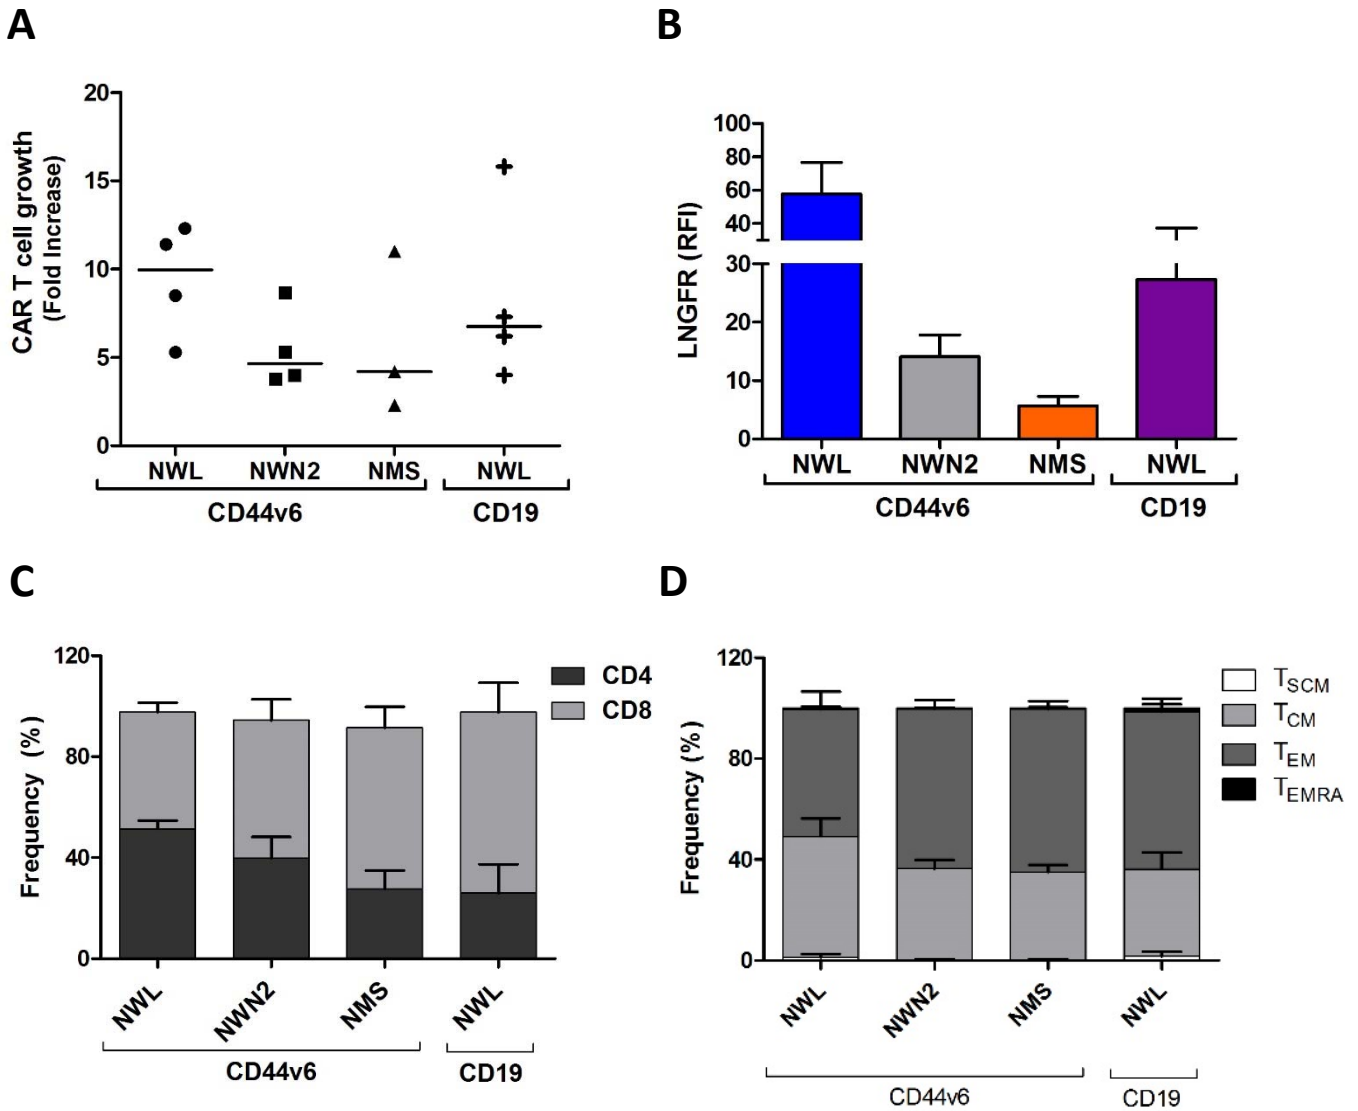 A
CAR T cell growth
(Fold Increase)
20
15
10
5
0
NWL NWN2 NMS NWL
CD44v6 CD19
B
LNGFR (RFI)
100
80
60
40
30
20
10
0
NWL NWN2 NMS NWL
CD44v6 CD19
C
Frequency (%)
120
80
40
0
CD4
CD8
NWL NWN2 NMS NWL
CD44v6 CD19
D
Frequency (%)
120
80
40
0
TSCM
TCM
TEM
TEMRA
NWL NWN2 NMS NWL
CD44v6 CD19